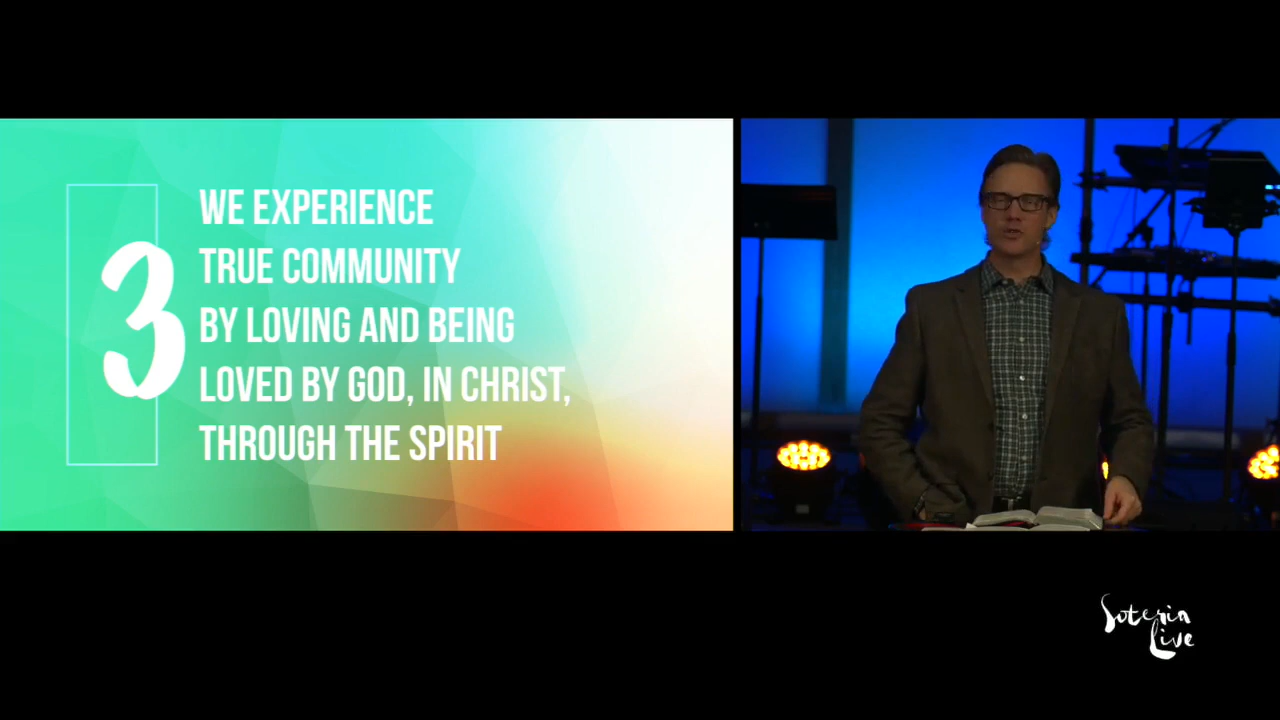 3
WE EXPERIENCE
TRUE COMMUNITY
BY LOVING AND BEING
LOVED BY GOD, IN CHRIST,
THROUGH THE SPIRIT
Soteria
Live